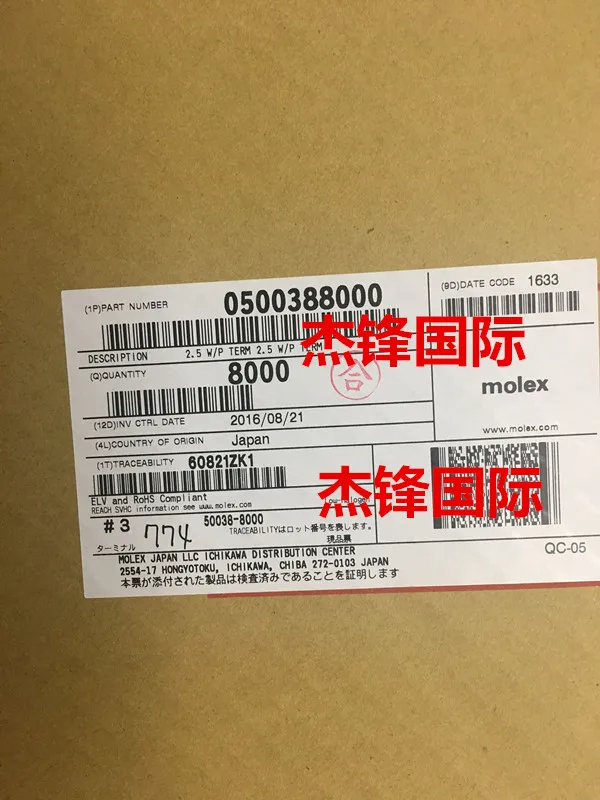 (1P)PART NUMBER 0500388000
(9D)DATE CODE 1633
杰锋国际
DESCRIPTION 2.5 W/P TERM 2.5 W/P TERM
(Q)QUANTITY 8000
合
molex
(12D)INV CTRL DATE 2016/08/21
www.molex.com
(4L)COUNTRY OF ORIGIN Japan
(1T)TRACEABILITY 60821ZK1
杰锋国际
ELV and RoHS Compliant
Low-Halogen
REACH SVHC information see www.molex.com
#3 774 50038-8000
TRACEABILITYはロット番号を表します。
ターミナル
現品票
MOLEX JAPAN LLC ICHIKAWA DISTRIBUTION CENTER
QC-05
2554-17 HONGYOTOKU, ICHIKAWA, CHIBA 272-0103 JAPAN
本票が添付された製品は検査済みであることを証明します